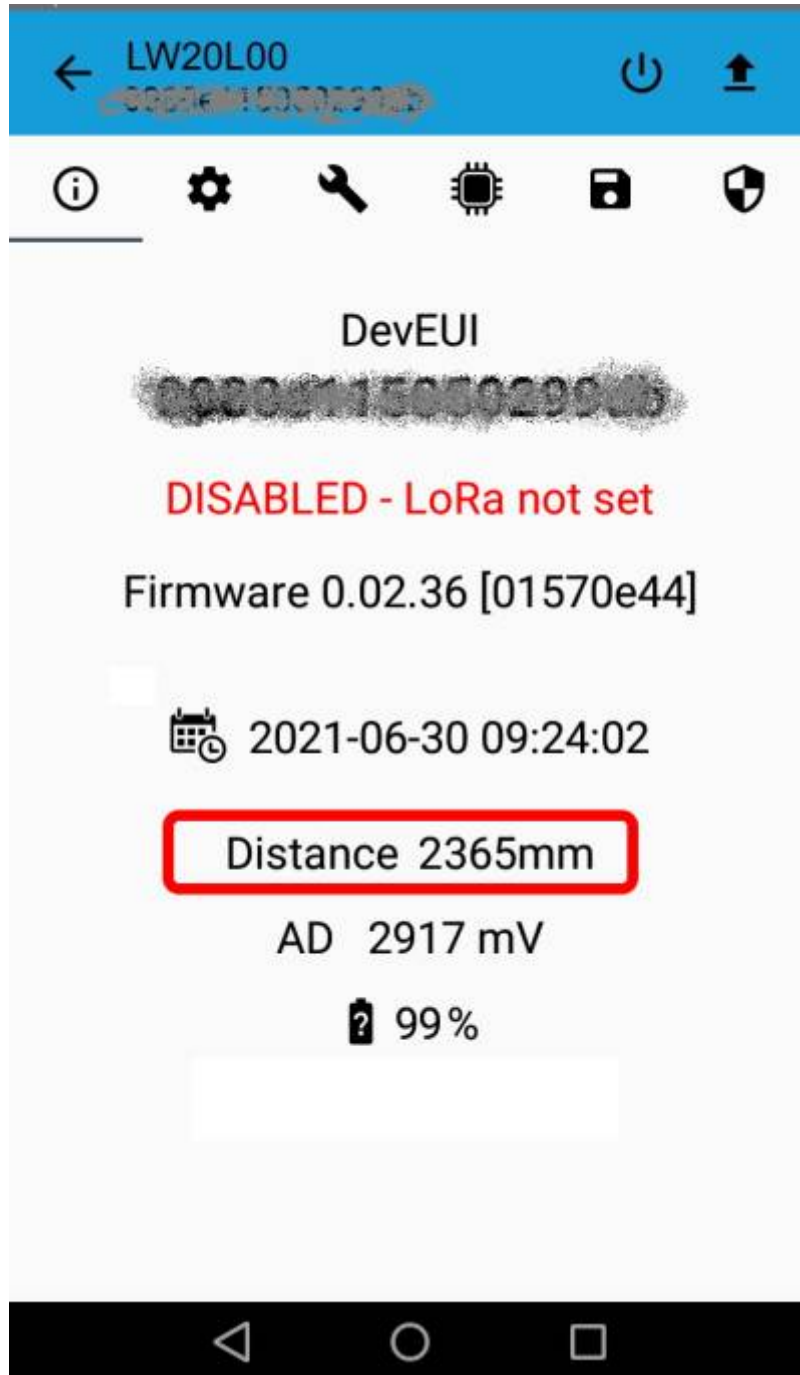 LW20L00
DevEUI
DISABLED - LoRa not set
Firmware 0.02.36 [01570e44]
2021-06-30 09:24:02
Distance 2365mm
AD 2917 mV
? 99%